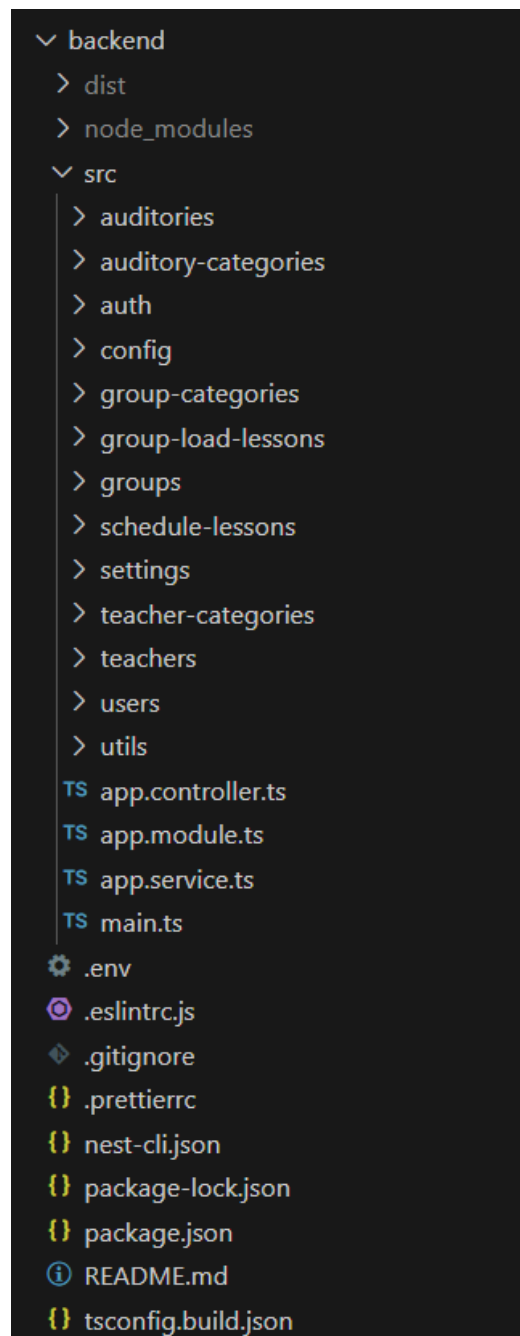 backend
dist
node_modules
src
auditories
auditory-categories
auth
config
group-categories
group-load-lessons
groups
schedule-lessons
settings
teacher-categories
teachers
users
utils
TS app.controller.ts
TS app.module.ts
TS app.service.ts
TS main.ts
.env
.eslintrc.js
.gitignore
{} .prettierrc
{} nest-cli.json
{} package-lock.json
{} package.json
README.md
{} tsconfig.build.json